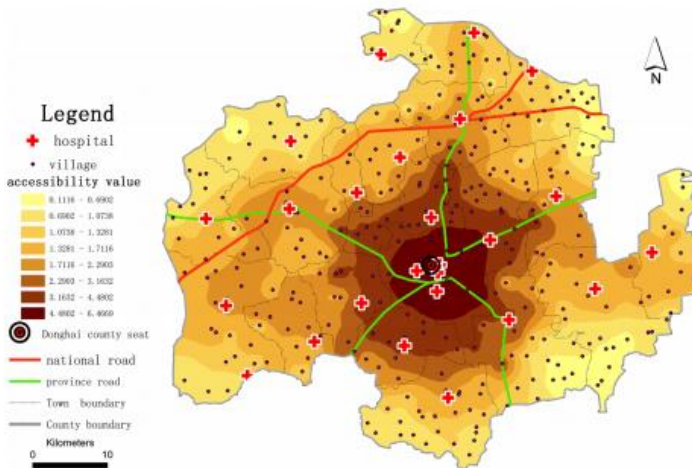 N
Legend
hospital
village
accessibility value
0.1116 - 0.6902
0.6902 - 1.0738
1.0738 - 1.3281
1.3281 - 1.7116
1.7116 - 2.2903
2.2903 - 3.1632
3.1632 - 4.4802
4.4802 - 6.4669
Donghai county seat
national road
province road
Town boundary
County boundary
Kilometers
0 10